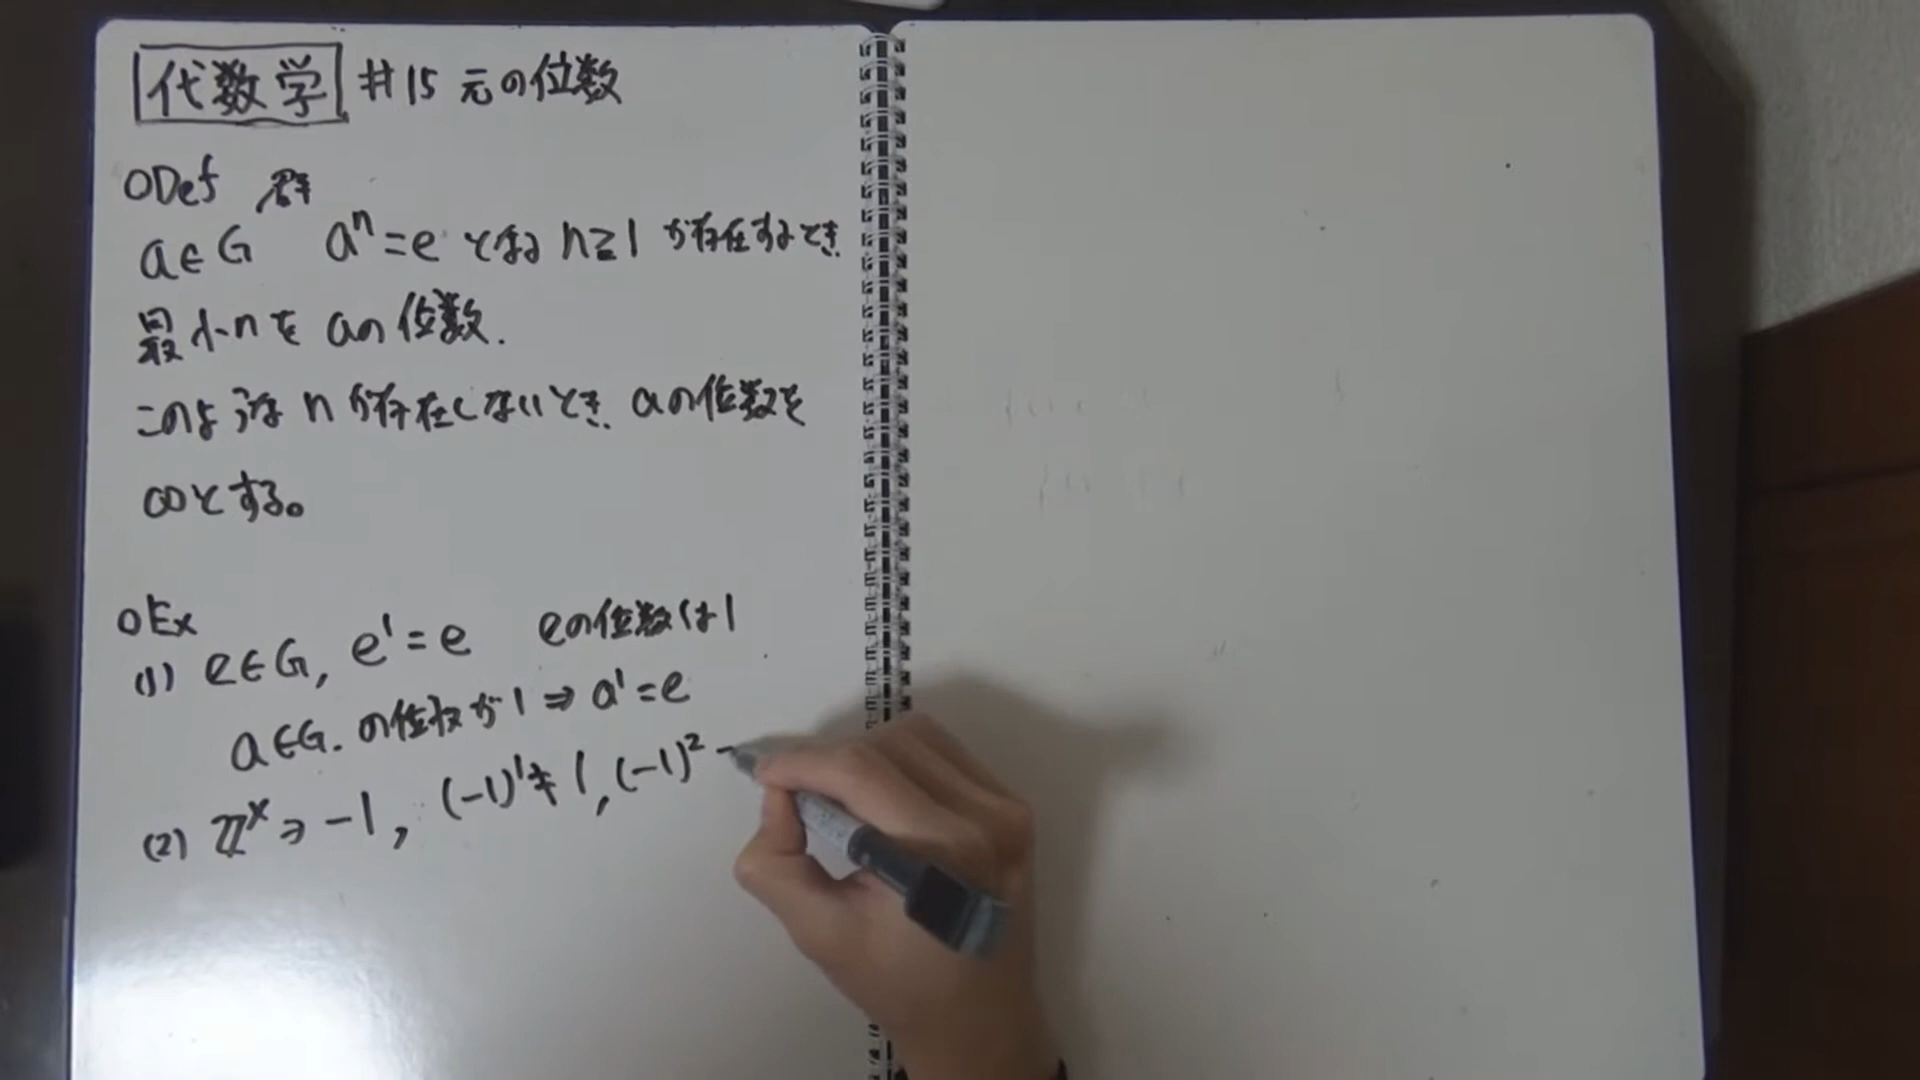 代数学 #15 元の位数
○Def 群
a∈G aⁿ=e となる n≧1 が存在するとき
最小nを aの位数.
このような n が存在しないとき. aの位数を
∞とする。
○Ex
(1) e∈G, e¹=e eの位数は1
a∈G. の位数が1 ⇒ a¹=e
(2) ℤ^× ∋ -1, (-1)¹≠1, (-1)² -